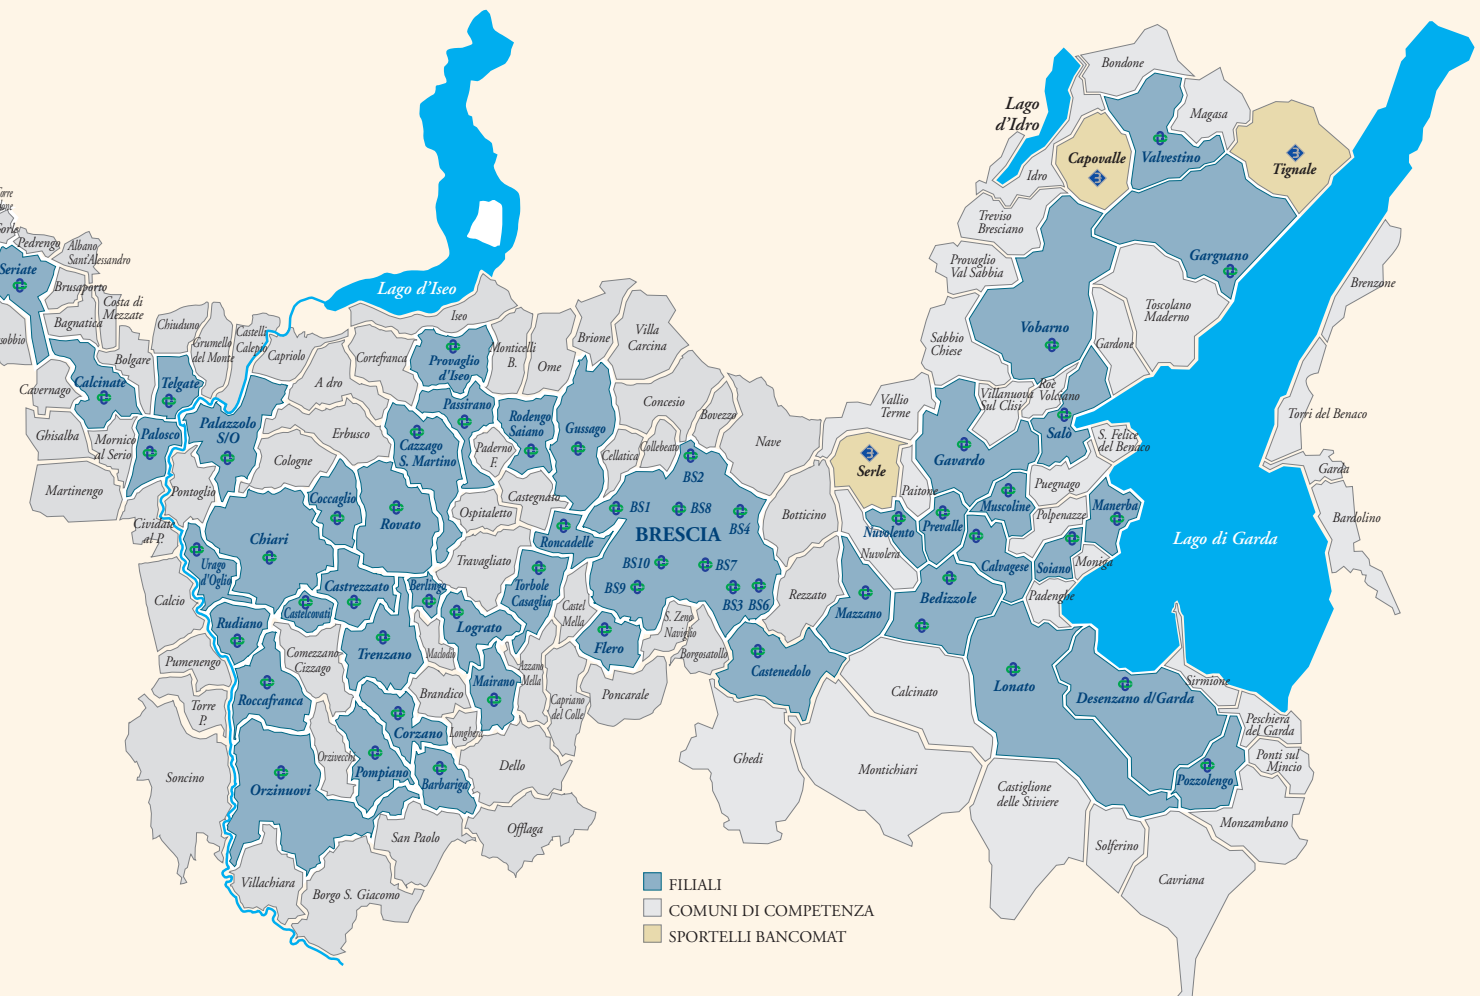 Bondone
Lago
d'Idro
Magasa
Capovalle
Valvestino
Tignale
Idro
Treviso
Bresciano
Gorle
Pedrengo
Albano
Sant'Alessandro
Seriate
Brusaporto
Costa di
Mezzate
Bagnatica
Provaglio
Val Sabbia
Gargnano
Brenzone
Lago d'Iseo
Iseo
Toscolano
Maderno
Chiuduno
Grumello
del Monte
Castelli
Calepio
Capriolo
Cortefranca
Provaglio
d'Iseo
Monticelli
B.
Ome
Brione
Villa
Carcina
Vobarno
Sabbio
Chiese
Gardone
Bolgare
Cavernago
Calcinate
Telgate
A dro
Passirano
Concesio
Bovezzo
Vallio
Terme
Villanuova
Sul Clisi
Roè
Volciano
Ghisalba
Mornico
al Serio
Palosco
Palazzolo
S/O
Erbusco
Cazzago
S. Martino
Paderno
F.
Rodengo
Saiano
Gussago
Cellatica
Collebeato
Nave
Salò
S. Felice
del Benaco
Torri del Benaco
Cologne
BS2
Serle
Gavardo
Garda
Martinengo
Pontoglio
Coccaglio
Rovato
Castegnato
Ospitaletto
BS1
BS8
BS4
Botticino
Paitone
Puegnago
Muscoline
Polpenazze
Manerba
Bardolino
Cividate
al P.
Chiari
Roncadelle
BRESCIA
Nuvolento
Prevalle
Nuvolera
Lago di Garda
Urago
d'Oglio
Travagliato
BS10
BS7
Calvagese
Soiano
Moniga
Calcio
Castrezzato
Castelcovati
Berlingo
Torbole
Casaglia
BS9
BS3
BS6
Rezzato
Mazzano
Bedizzole
Padenghe
Rudiano
Lograto
Castel
Mella
S. Zeno
Naviglio
Flero
Borgosatollo
Pumenengo
Comezzano
Cizzago
Trenzano
Maclodio
Azzano
Mella
Castenedolo
Roccafranca
Torre
P.
Brandico
Mairano
Capriano
del Colle
Poncarale
Calcinato
Lonato
Desenzano d/Garda
Sirmione
Peschiera
del Garda
Corzano
Longhena
Orzivecchi
Pompiano
Barbariga
Dello
Ghedi
Montichiari
Ponti sul
Mincio
Soncino
Orzinuovi
Castiglione
delle Stiviere
Pozzolengo
Monzambano
San Paolo
Offlaga
Solferino
Villachiara
Borgo S. Giacomo
Cavriana
FILIALI
COMUNI DI COMPETENZA
SPORTELLI BANCOMAT